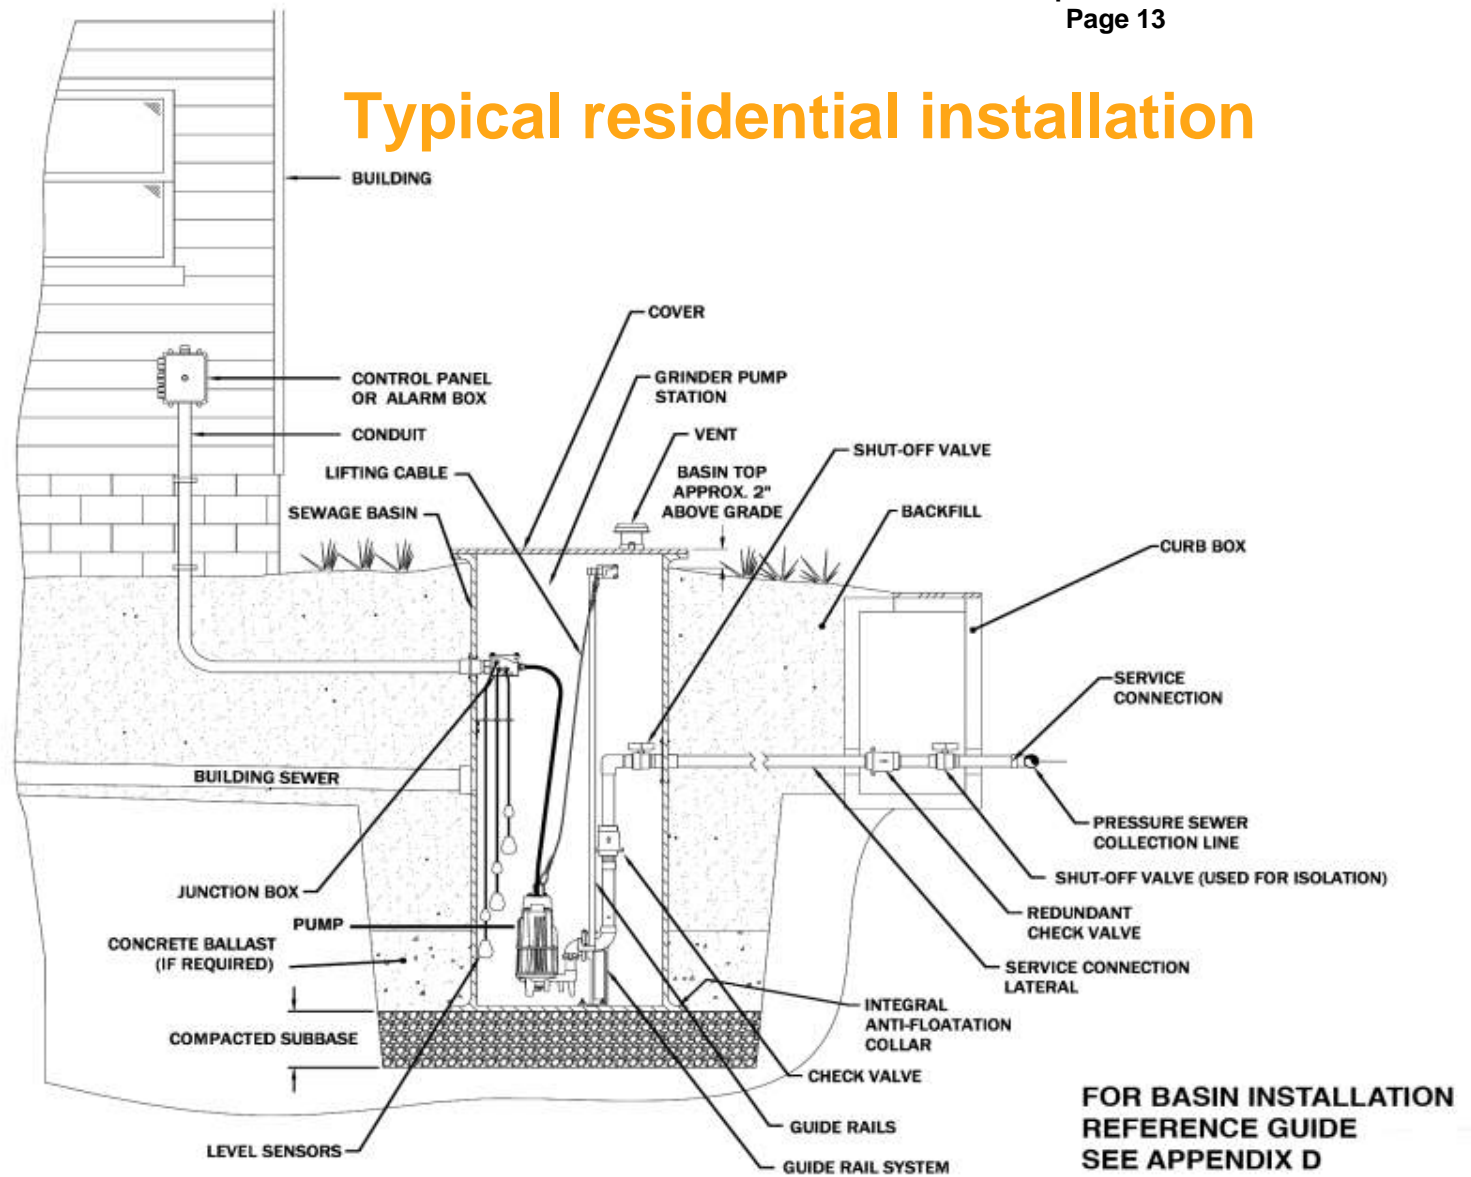 Page 13
Typical residential installation
BUILDING
COVER
CONTROL PANEL
OR ALARM BOX
GRINDER PUMP
STATION
CONDUIT
VENT
SHUT-OFF VALVE
LIFTING CABLE
BASIN TOP
APPROX. 2"
ABOVE GRADE
SEWAGE BASIN
BACKFILL
CURB BOX
SERVICE
CONNECTION
BUILDING SEWER
PRESSURE SEWER
COLLECTION LINE
JUNCTION BOX
SHUT-OFF VALVE (USED FOR ISOLATION)
PUMP
REDUNDANT
CHECK VALVE
CONCRETE BALLAST
(IF REQUIRED)
SERVICE CONNECTION
LATERAL
INTEGRAL
ANTI-FLOATATION
COLLAR
COMPACTED SUBBASE
CHECK VALVE
GUIDE RAILS
LEVEL SENSORS
GUIDE RAIL SYSTEM
FOR BASIN INSTALLATION
REFERENCE GUIDE
SEE APPENDIX D